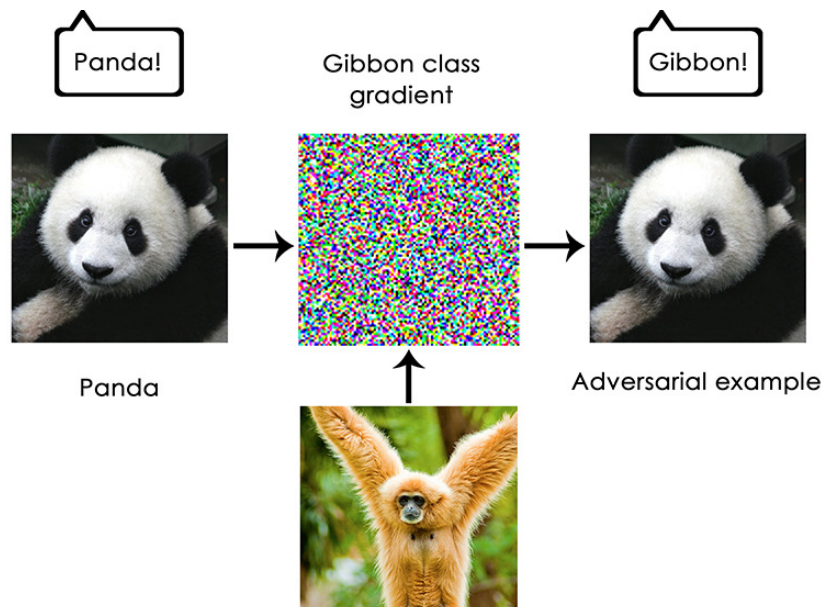 Panda!
Gibbon class
gradient
Gibbon!
Panda
Adversarial example